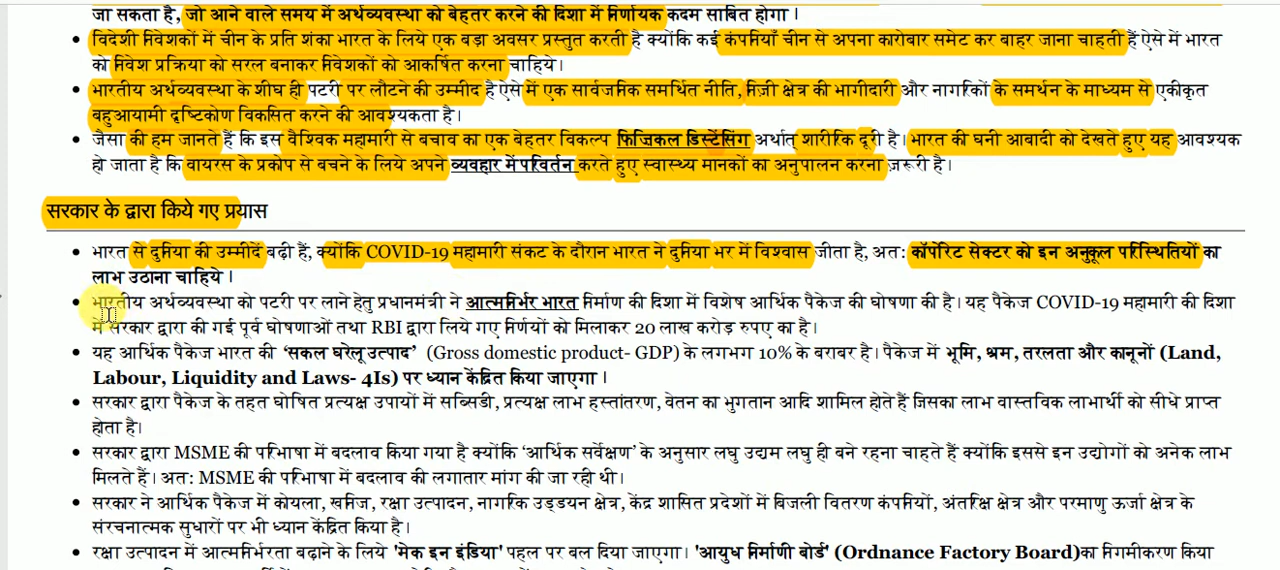 जा सकता है, जो आने वाले समय में अर्थव्यवस्था को बेहतर करने की दिशा में निर्णायक कदम साबित होगा।
• विदेशी निवेशकों में चीन के प्रति शंका भारत के लिये एक बड़ा अवसर प्रस्तुत करती है क्योंकि कई कंपनियाँ चीन से अपना कारोबार समेट कर बाहर जाना चाहती हैं ऐसे में भारत
को निवेश प्रक्रिया को सरल बनाकर निवेशकों को आकर्षित करना चाहिये।
• भारतीय अर्थव्यवस्था के शीघ्र ही पटरी पर लौटने की उम्मीद है ऐसे में एक सार्वजनिक समर्थित नीति, निज़ी क्षेत्र की भागीदारी और नागरिकों के समर्थन के माध्यम से एकीकृत
बहुआयामी दृष्टिकोण विकसित करने की आवश्यकता है।
• जैसा की हम जानते हैं कि इस वैश्विक महामारी से बचाव का एक बेहतर विकल्प फिजिकल डिस्टेंसिंग अर्थात् शारीरिक दूरी है। भारत की घनी आबादी को देखते हुए यह आवश्यक
हो जाता है कि वायरस के प्रकोप से बचने के लिये अपने व्यवहार में परिवर्तन करते हुए स्वास्थ्य मानकों का अनुपालन करना ज़रूरी है।
सरकार के द्वारा किये गए प्रयास
• भारत से दुनिया की उम्मीदें बढ़ी हैं, क्योंकि COVID-19 महामारी संकट के दौरान भारत ने दुनिया भर में विश्वास जीता है, अत: कॉर्पोरेट सेक्टर को इन अनुकूल परिस्थितियों का
लाभ उठाना चाहिये।
• भारतीय अर्थव्यवस्था को पटरी पर लाने हेतु प्रधानमंत्री ने आत्मनिर्भर भारत निर्माण की दिशा में विशेष आर्थिक पैकेज की घोषणा की है। यह पैकेज COVID-19 महामारी की दिशा
में सरकार द्वारा की गई पूर्व घोषणाओं तथा RBI द्वारा लिये गए निर्णयों को मिलाकर 20 लाख करोड़ रुपए का है।
• यह आर्थिक पैकेज भारत की ‘सकल घरेलू उत्पाद’ (Gross domestic product- GDP) के लगभग 10% के बराबर है। पैकेज में भूमि, श्रम, तरलता और कानूनों (Land,
Labour, Liquidity and Laws- 4Is) पर ध्यान केंद्रित किया जाएगा।
• सरकार द्वारा पैकेज के तहत घोषित प्रत्यक्ष उपायों में सब्सिडी, प्रत्यक्ष लाभ हस्तांतरण, वेतन का भुगतान आदि शामिल होते हैं जिसका लाभ वास्तविक लाभार्थी को सीधे प्राप्त
होता है।
• सरकार द्वारा MSME की परिभाषा में बदलाव किया गया है क्योंकि ‘आर्थिक सर्वेक्षण’ के अनुसार लघु उद्यम लघु ही बने रहना चाहते हैं क्योंकि इससे इन उद्योगों को अनेक लाभ
मिलते हैं। अत: MSME की परिभाषा में बदलाव की लगातार मांग की जा रही थी।
• सरकार ने आर्थिक पैकेज में कोयला, खनिज, रक्षा उत्पादन, नागरिक उड्डयन क्षेत्र, केंद्र शासित प्रदेशों में बिजली वितरण कंपनियों, अंतरिक्ष क्षेत्र और परमाणु ऊर्जा क्षेत्र के
संरचनात्मक सुधारों पर भी ध्यान केंद्रित किया है।
• रक्षा उत्पादन में आत्मनिर्भरता बढ़ाने के लिये 'मेक इन इंडिया' पहल पर बल दिया जाएगा। 'आयुध निर्माणी बोर्ड' (Ordnance Factory Board)का निगमीकरण किया